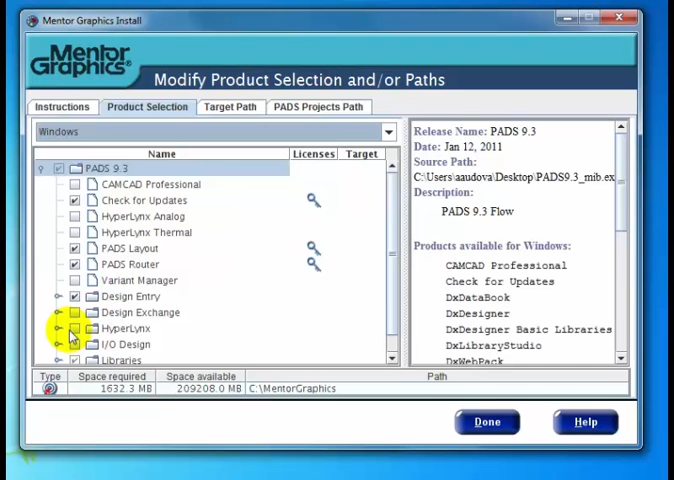 Mentor Graphics Install
Mentor
Graphics®
Modify Product Selection and/or Paths
Instructions
Product Selection
Target Path
PADS Projects Path
Windows
Name
Licenses
Target
PADS 9.3
CAMCAD Professional
Check for Updates
HyperLynx Analog
HyperLynx Thermal
PADS Layout
PADS Router
Variant Manager
Design Entry
Design Exchange
HyperLynx
I/O Design
Libraries
Release Name: PADS 9.3
Date: Jan 12, 2011
Source Path:
C:\Users\aaudova\Desktop\PADS9.3_mib.ex
Description:
PADS 9.3 Flow
Products available for Windows:
CAMCAD Professional
Check for Updates
DxDataBook
DxDesigner
DxDesigner Basic Libraries
DxLibraryStudio
DxWebPack
Type
Space required
Space available
Path
1632.3 MB
209208.0 MB
C:\MentorGraphics
Done
Help